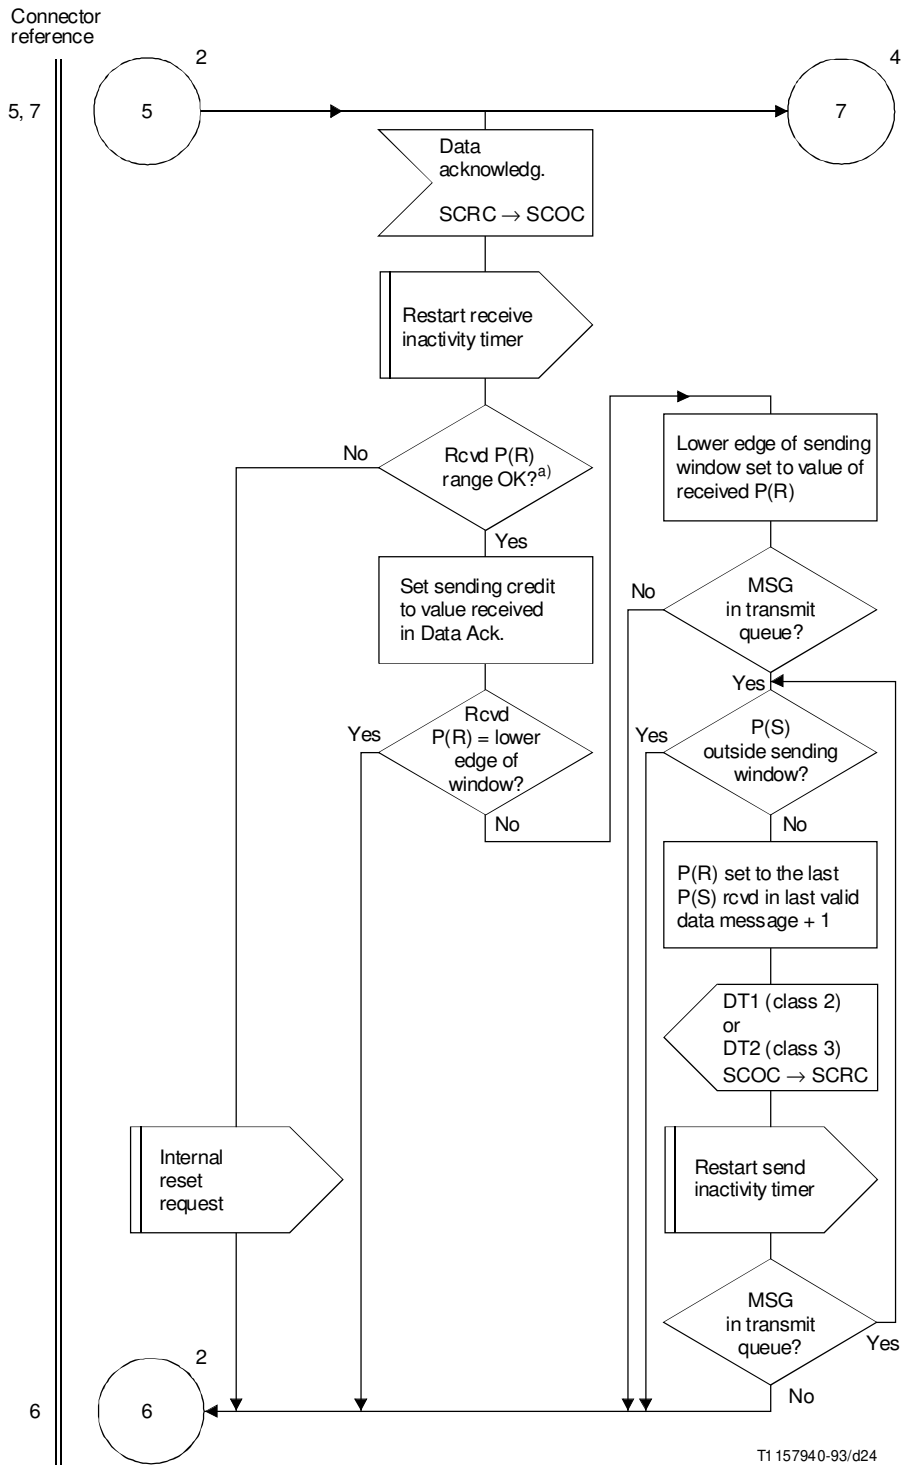 Connector
reference
2
4
5, 7
5
7
Data
acknowledg.
SCRC → SCOC
Restart receive
inactivity timer
No
Rcvd P(R)
range OK?a)
Yes
Set sending credit
to value received
in Data Ack.
Yes
Rcvd
P(R) = lower
edge of
window?
No
Lower edge of sending
window set to value of
received P(R)
No
MSG
in transmit
queue?
Yes
Yes
P(S)
outside sending
window?
No
P(R) set to the last
P(S) rcvd in last valid
data message + 1
DT1 (class 2)
or
DT2 (class 3)
SCOC → SCRC
Internal
reset
request
Restart send
inactivity timer
MSG
in transmit
queue?
Yes
No
2
6
6
T1157940-93/d24